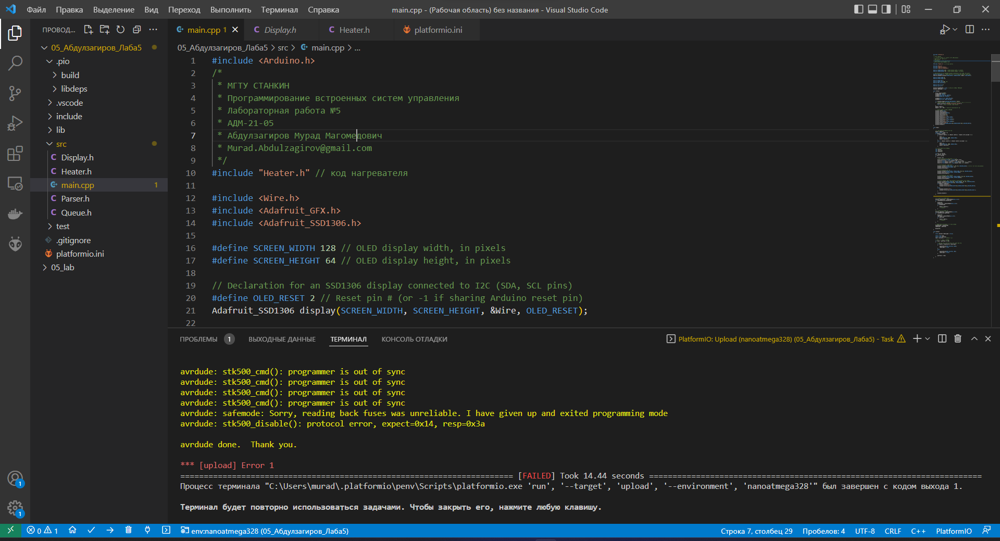 Файл Правка Выделение Вид Переход Выполнить Терминал Справка
main.cpp - (Рабочая область) без названия - Visual Studio Code
ПРОВОД...
05_Абдулзагиров_Лаба5
.pio
build
libdeps
.vscode
include
lib
src
Display.h
Heater.h
main.cpp 1
Parser.h
Queue.h
test
.gitignore
platformio.ini
05_lab
main.cpp 1 Display.h Heater.h platformio.ini
05_Абдулзагиров_Лаба5 > src > main.cpp > ...
1 #include <Arduino.h>
2 /*
3 * МГТУ СТАНКИН
4 * Программирование встроенных систем управления
5 * Лабораторная работа №5
6 * АДМ-21-05
7 * Абдулзагиров Мурад Магомедович
8 * Murad.Abdulzagirov@gmail.com
9 */
10 #include "Heater.h" // код нагревателя
11
12 #include <Wire.h>
13 #include <Adafruit_GFX.h>
14 #include <Adafruit_SSD1306.h>
15
16 #define SCREEN_WIDTH 128 // OLED display width, in pixels
17 #define SCREEN_HEIGHT 64 // OLED display height, in pixels
18
19 // Declaration for an SSD1306 display connected to I2C (SDA, SCL pins)
20 #define OLED_RESET 2 // Reset pin # (or -1 if sharing Arduino reset pin)
21 Adafruit_SSD1306 display(SCREEN_WIDTH, SCREEN_HEIGHT, &Wire, OLED_RESET);
22
ПРОБЛЕМЫ 1 ВЫХОДНЫЕ ДАННЫЕ ТЕРМИНАЛ КОНСОЛЬ ОТЛАДКИ
PlatformIO: Upload (nanoatmega328) (05_Абдулзагиров_Лаба5) - Task
avrdude: stk500_cmd(): programmer is out of sync
avrdude: stk500_cmd(): programmer is out of sync
avrdude: stk500_cmd(): programmer is out of sync
avrdude: stk500_cmd(): programmer is out of sync
avrdude: safemode: Sorry, reading back fuses was unreliable. I have given up and exited programming mode
avrdude: stk500_disable(): protocol error, expect=0x14, resp=0x3a
avrdude done.  Thank you.
*** [upload] Error 1
======================================================================= [FAILED] Took 14.44 seconds =======================================================================
Процесс терминала "C:\Users\murad\.platformio\penv\Scripts\platformio.exe 'run', '--target', 'upload', '--environment', 'nanoatmega328'" был завершен с кодом выхода 1.
Терминал будет повторно использоваться задачами. Чтобы закрыть его, нажмите любую клавишу.
1
1
0 1 env:nanoatmega328 (05_Абдулзагиров_Лаба5)
Строка 7, столбец 29 Пробелов: 4 UTF-8 CRLF C++ PlatformIO